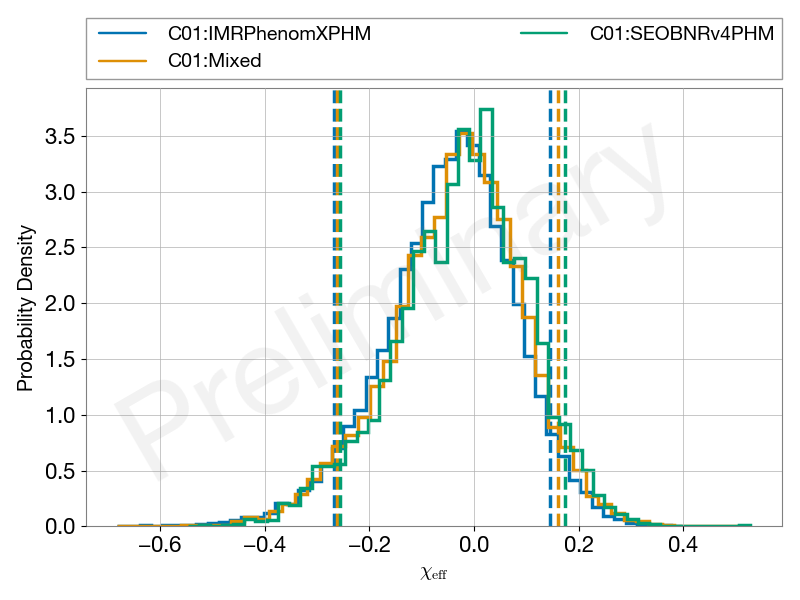 C01:IMRPhenomXPHM
C01:Mixed
C01:SEOBNRv4PHM
Preliminary
Probability Density
3.5
3.0
2.5
2.0
1.5
1.0
0.5
0.0
−0.6 −0.4 −0.2 0.0 0.2 0.4
χeff